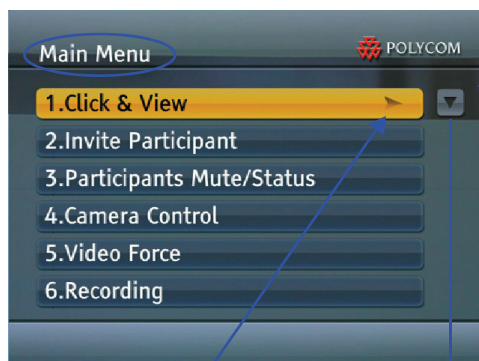 Main Menu
POLYCOM
1.Click & View
2.Invite Participant
3.Participants Mute/Status
4.Camera Control
5.Video Force
6.Recording